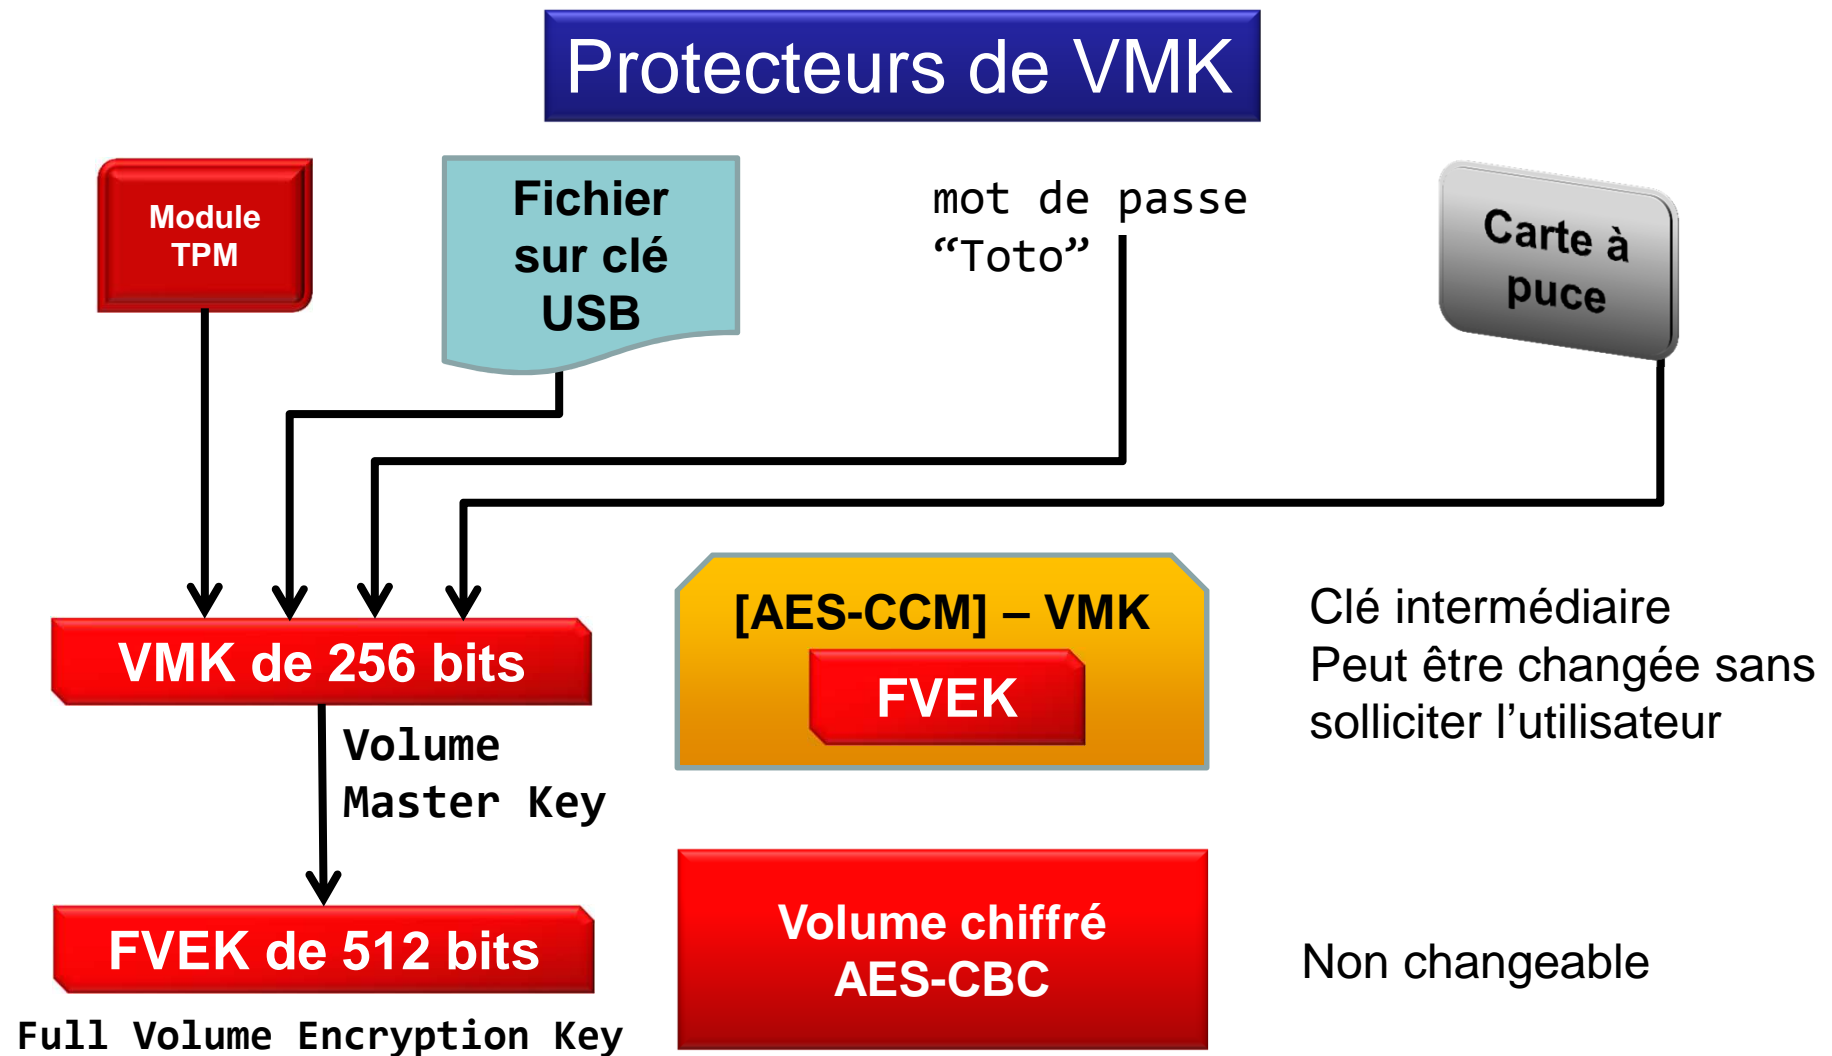 Protecteurs de VMK
Module
TPM
Fichier
sur clé
USB
mot de passe
“Toto”
Carte à
puce
VMK de 256 bits
[AES-CCM] – VMK
FVEK
Clé intermédiaire
Peut être changée sans
solliciter l’utilisateur
Volume
Master Key
FVEK de 512 bits
Full Volume Encryption Key
Volume chiffré
AES-CBC
Non changeable